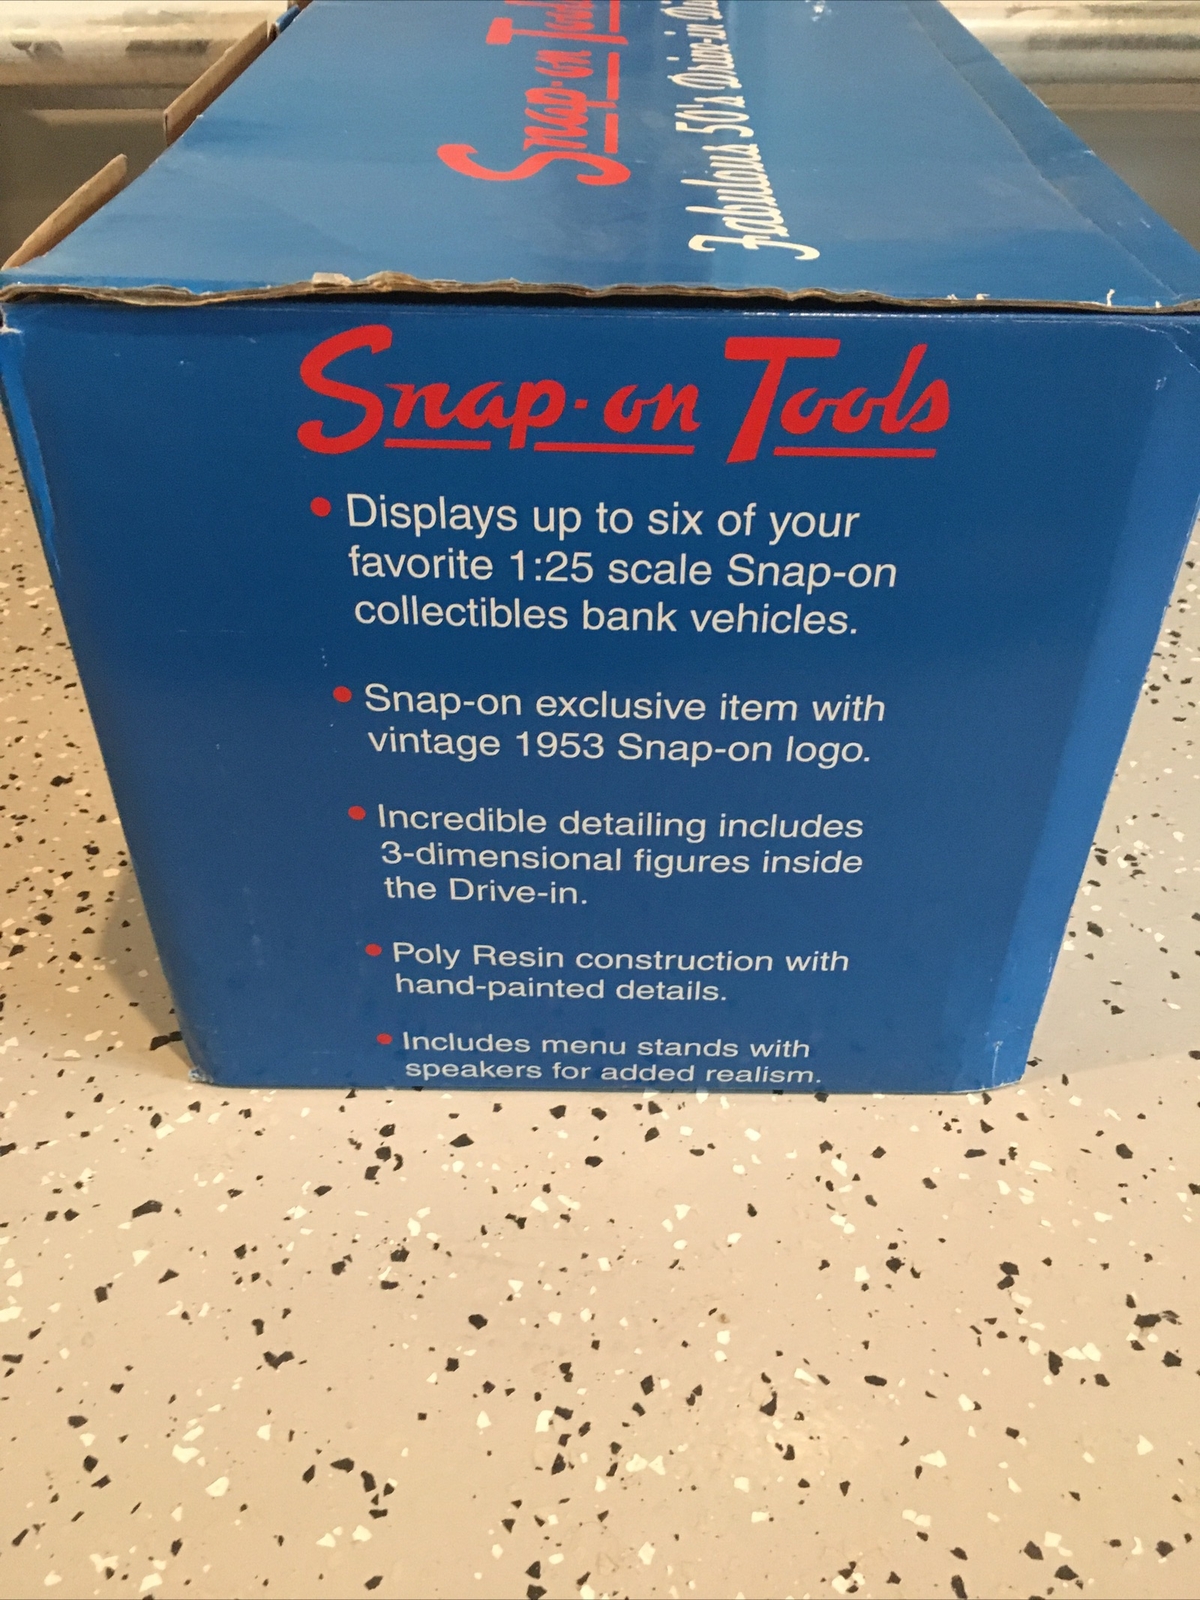 Snap-on Tools
Fabulous 50's Drive-in
Snap-on Tools
• Displays up to six of your
favorite 1:25 scale Snap-on
collectibles bank vehicles.
• Snap-on exclusive item with
vintage 1953 Snap-on logo.
• Incredible detailing includes
3-dimensional figures inside
the Drive-in.
• Poly Resin construction with
hand-painted details.
• Includes menu stands with
speakers for added realism.